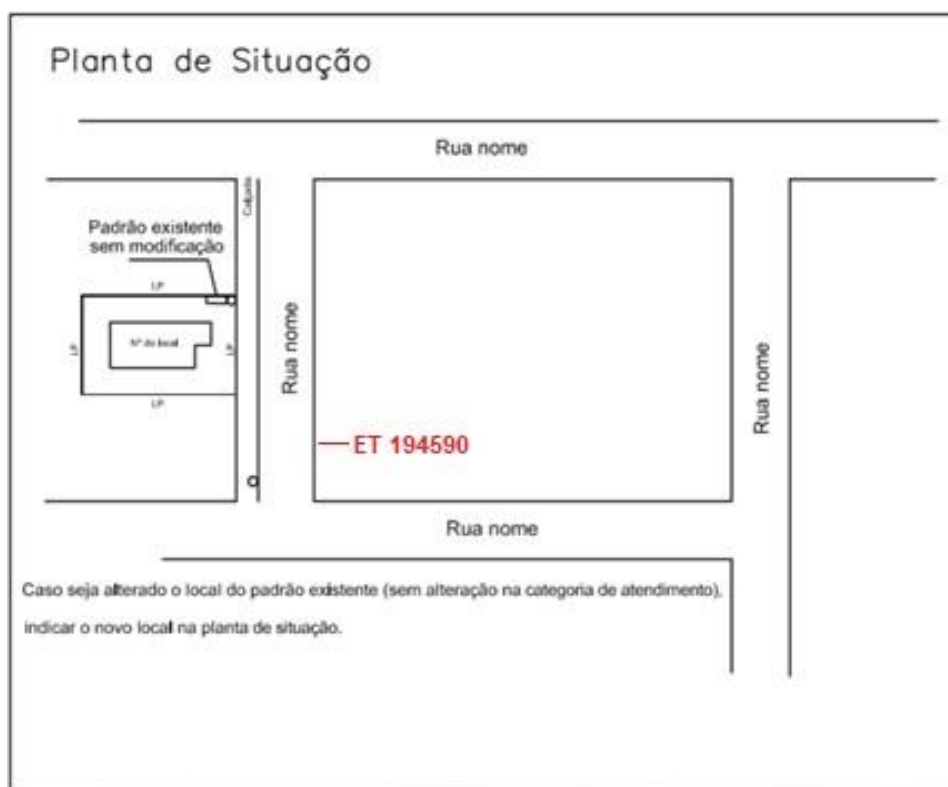 Planta de Situação
Rua nome
Calçada
Padrão existente
sem modificação
LP
LP
Nº do local
LP
LP
Rua nome
Rua nome
ET 194590
Rua nome
Caso seja alterado o local do padrão existente (sem alteração na categoria de atendimento),
indicar o novo local na planta de situação.